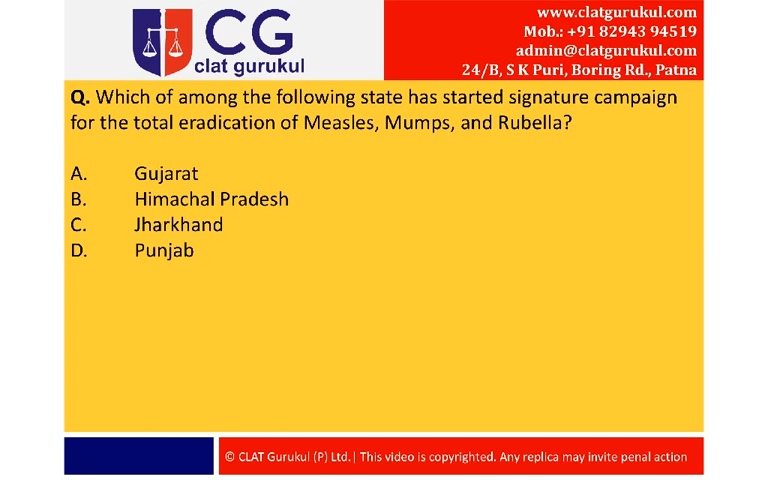 CG
clat gurukul
www.clatgurukul.com
Mob.: +91 82943 94519
admin@clatgurukul.com
24/B, S K Puri, Boring Rd., Patna
Q. Which of among the following state has started signature campaign
for the total eradication of Measles, Mumps, and Rubella?
A. Gujarat
B. Himachal Pradesh
C. Jharkhand
D. Punjab
© CLAT Gurukul (P) Ltd.| This video is copyrighted. Any replica may invite penal action